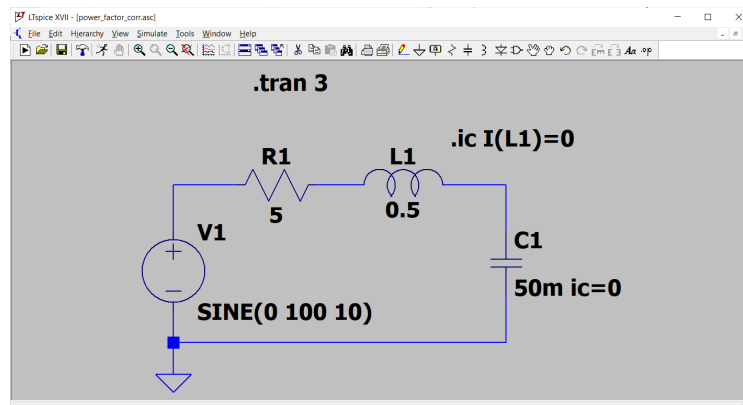 LTspice XVII - [power_factor_corr.asc]
File Edit Hierarchy View Simulate Tools Window Help
.tran 3
.ic I(L1)=0
R1
L1
5
0.5
V1
C1
50m ic=0
SINE(0 100 10)